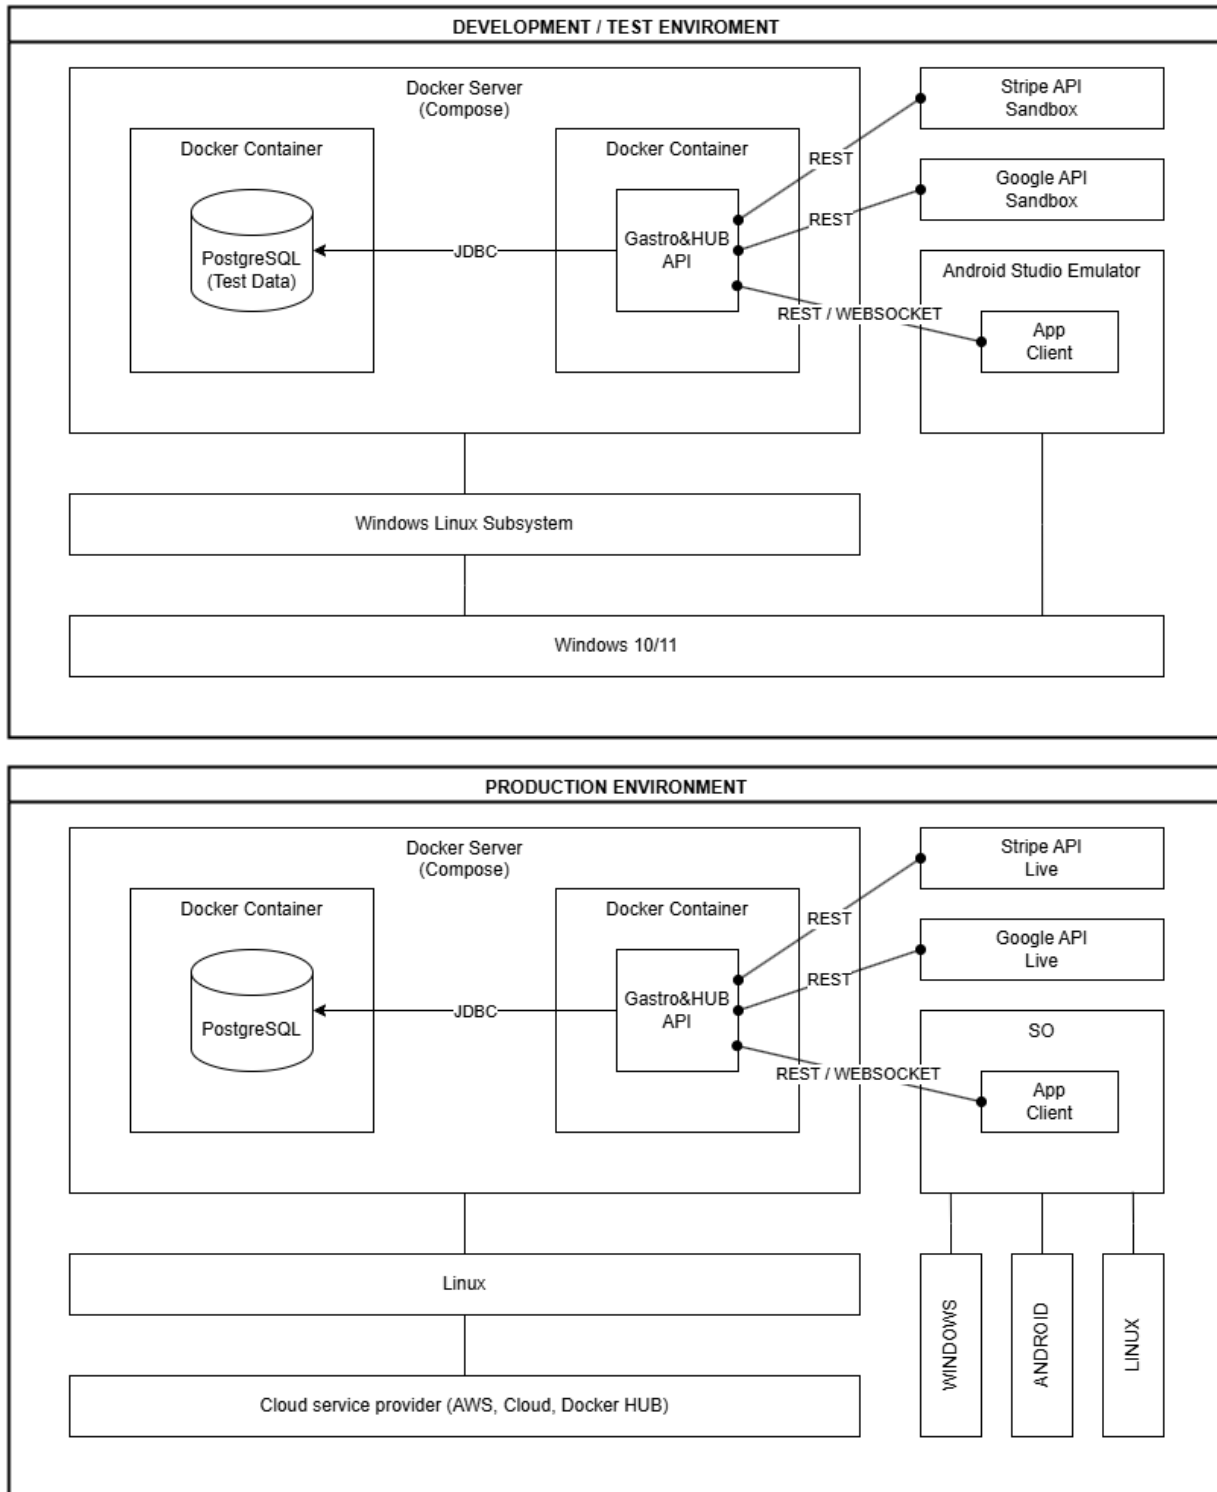 DEVELOPMENT / TEST ENVIROMENT
Docker Server
(Compose)
Docker Container
PostgreSQL
(Test Data)
JDBC
Docker Container
Gastro&HUB
API
REST
REST
REST / WEBSOCKET
Stripe API
Sandbox
Google API
Sandbox
Android Studio Emulator
App
Client
Windows Linux Subsystem
Windows 10/11
PRODUCTION ENVIRONMENT
Docker Server
(Compose)
Docker Container
PostgreSQL
JDBC
Docker Container
Gastro&HUB
API
REST
REST
REST / WEBSOCKET
Stripe API
Live
Google API
Live
SO
App
Client
Linux
Cloud service provider (AWS, Cloud, Docker HUB)
WINDOWS
ANDROID
LINUX